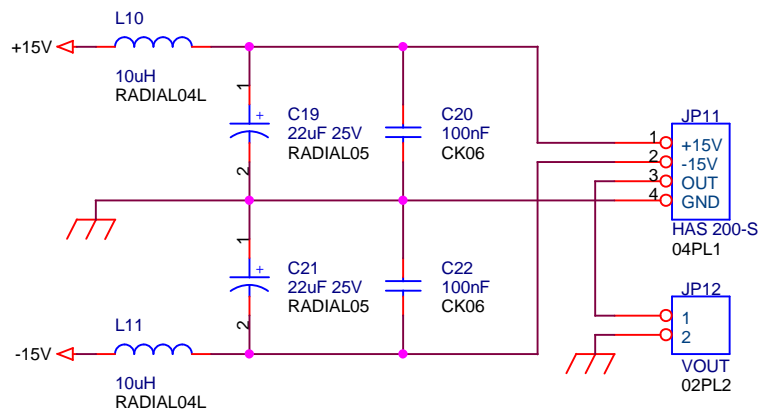 L10
+15V
10uH
RADIAL04L
1
+
C19
22uF 25V
RADIAL05
2
C20
100nF
CK06
JP11
1 +15V
2 -15V
3 OUT
4 GND
HAS 200-S
04PL1
1
+
C21
22uF 25V
RADIAL05
2
C22
100nF
CK06
JP12
1
2
VOUT
02PL2
L11
-15V
10uH
RADIAL04L